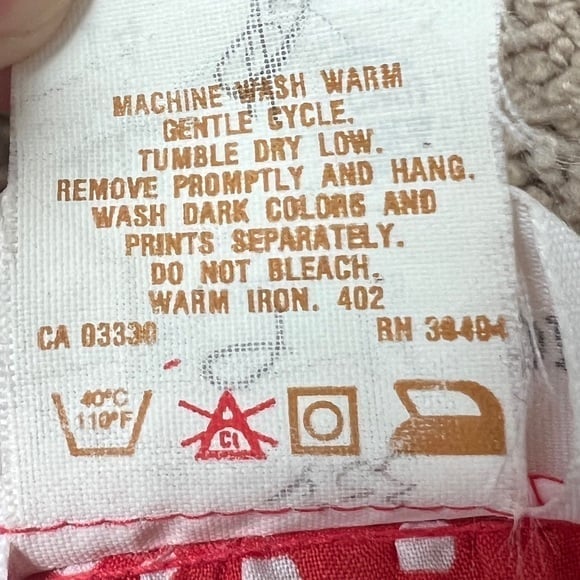 MACHINE WASH WARM
GENTLE CYCLE.
TUMBLE DRY LOW.
REMOVE PROMPTLY AND HANG.
WASH DARK COLORS AND
PRINTS SEPARATELY.
DO NOT BLEACH.
WARM IRON. 402
CA 03330 RN
40°C
110°F
Cl